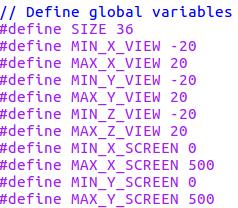 // Define global variables
#define SIZE 36
#define MIN_X_VIEW -20
#define MAX_X_VIEW 20
#define MIN_Y_VIEW -20
#define MAX_Y_VIEW 20
#define MIN_Z_VIEW -20
#define MAX_Z_VIEW 20
#define MIN_X_SCREEN 0
#define MAX_X_SCREEN 500
#define MIN_Y_SCREEN 0
#define MAX_Y_SCREEN 500